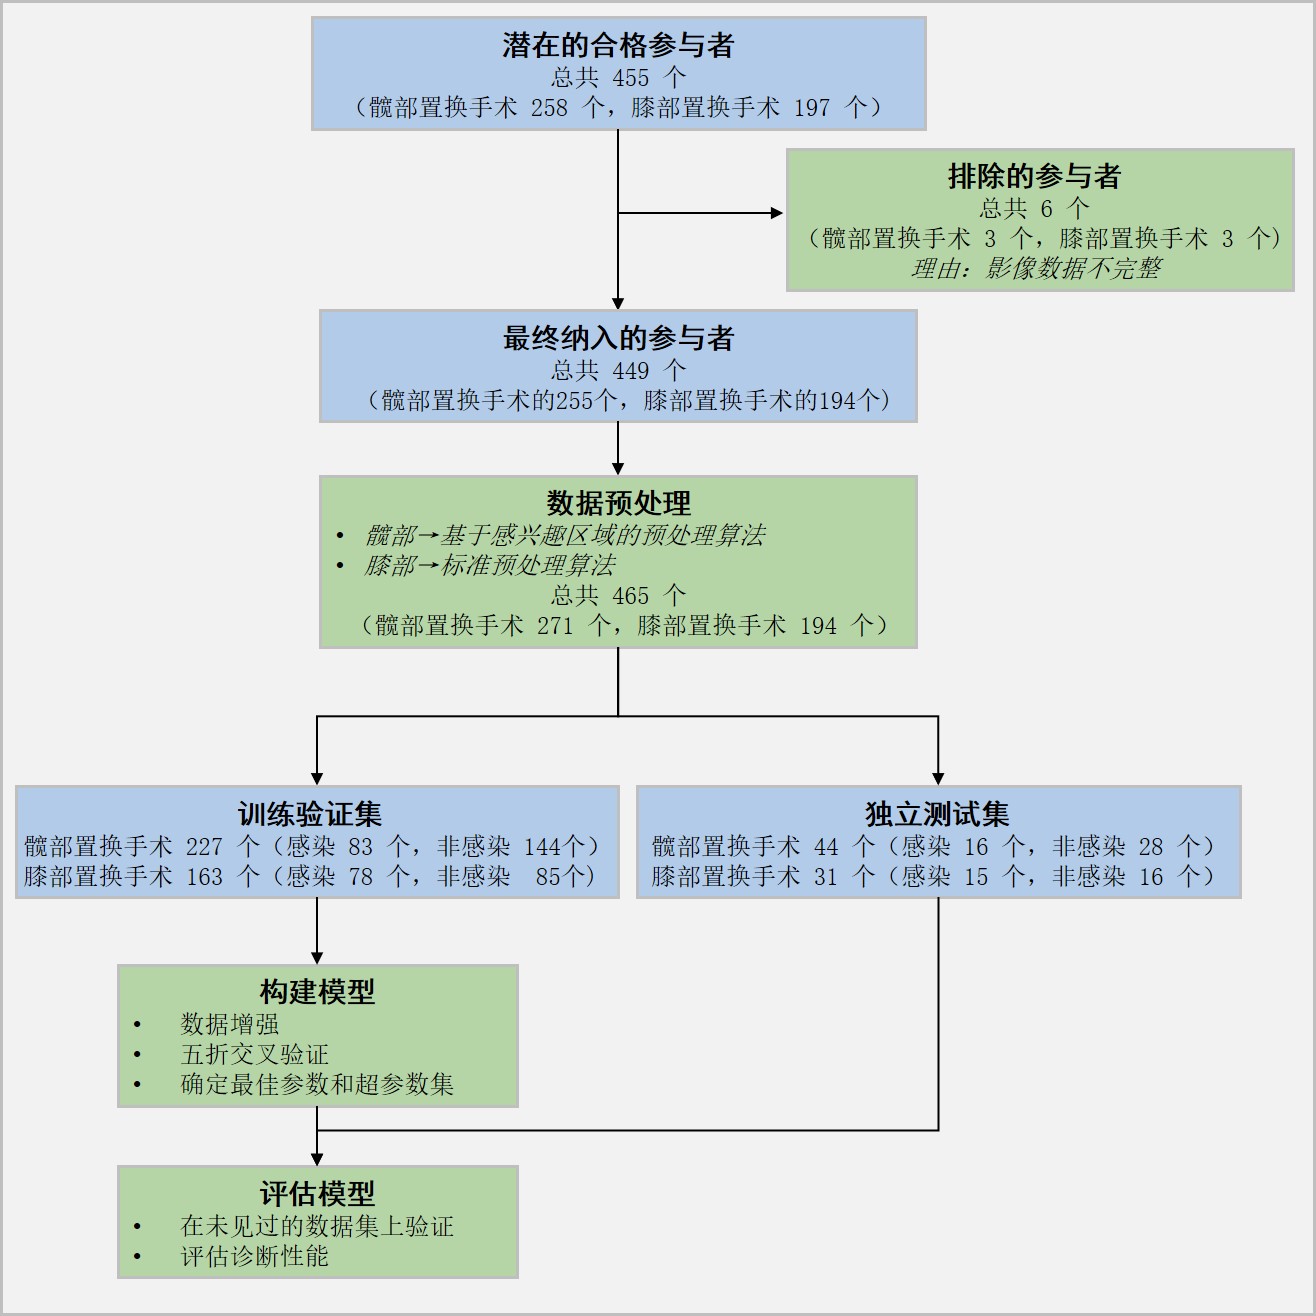 潜在的合格参与者
总共 455 个
（髋部置换手术 258 个，膝部置换手术 197 个）
排除的参与者
总共 6 个
（髋部置换手术 3 个，膝部置换手术 3 个）
理由：影像数据不完整
最终纳入的参与者
总共 449 个
（髋部置换手术的255个，膝部置换手术的194个）
数据预处理
• 髋部→基于感兴趣区域的预处理算法
• 膝部→标准预处理算法
总共 465 个
（髋部置换手术 271 个，膝部置换手术 194 个）
训练验证集
髋部置换手术 227 个（感染 83 个，非感染 144个）
膝部置换手术 163 个（感染 78 个，非感染 85个）
独立测试集
髋部置换手术 44 个（感染 16 个，非感染 28 个）
膝部置换手术 31 个（感染 15 个，非感染 16 个）
构建模型
• 数据增强
• 五折交叉验证
• 确定最佳参数和超参数集
评估模型
• 在未见过的数据集上验证
• 评估诊断性能